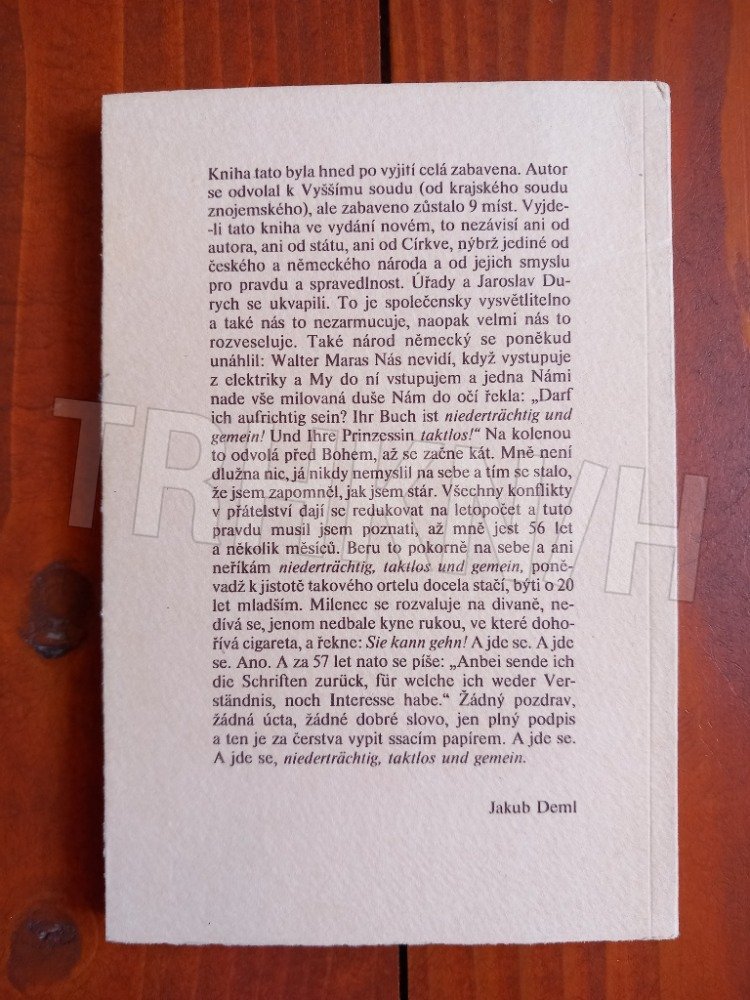 Kniha tato byla hned po vyjití celá zabavena. Autor
se odvolal k Vyššímu soudu (od krajského soudu
znojemského), ale zabaveno zůstalo 9 míst. Vyjde-
-li tato kniha ve vydání novém, to nezávisí ani od
autora, ani od státu, ani od Církve, nýbrž jediné od
českého a německého národa a od jejich smyslu
pro pravdu a spravedlnost. Úřady a Jaroslav Du-
rych se ukvapili. To je společensky vysvětlitelno
a také nás to nezarmucuje, naopak velmi nás to
rozveseluje. Také národ německý se poněkud
unáhlil: Walter Maras Nás nevidí, když vystupuje
z elektriky a My do ní vstupujem a jedna Námi
nade vše milovaná duše Nám do očí řekla: „Darf
ich aufrichtig sein? Ihr Buch ist niederträchtig und
gemein! Und Ihre Prinzessin taktlos!“ Na kolenou
to odvolá před Bohem, až se začne kát. Mně není
dlužna nic, já nikdy nemyslil na sebe a tím se stalo,
že jsem zapomněl, jak jsem stár. Všechny konflikty
v přátelství dají se redukovat na letopočet a tuto
pravdu musil jsem poznati, až mně jest 56 let
a několik měsíců. Beru to pokorně na sebe a ani
neříkám niederträchtig, taktlos und gemein, poně-
vadž k jistotě takového ortelu docela stačí, býti o 20
let mladším. Milenec se rozvaluje na divaně, ne-
dívá se, jenom nedbale kyne rukou, ve které doho-
řívá cigareta, a řekne: Sie kann gehn! A jde se. A jde
se. Ano. A za 57 let nato se píše: „Anbei sende ich
die Schriften zurück, für welche ich weder Ver-
ständnis, noch Interesse habe.“ Žádný pozdrav,
žádná úcta, žádné dobré slovo, jen plný podpis
a ten je za čerstva vypit ssacím papírem. A jde se.
A jde se, niederträchtig, taktlos und gemein.
Jakub Deml